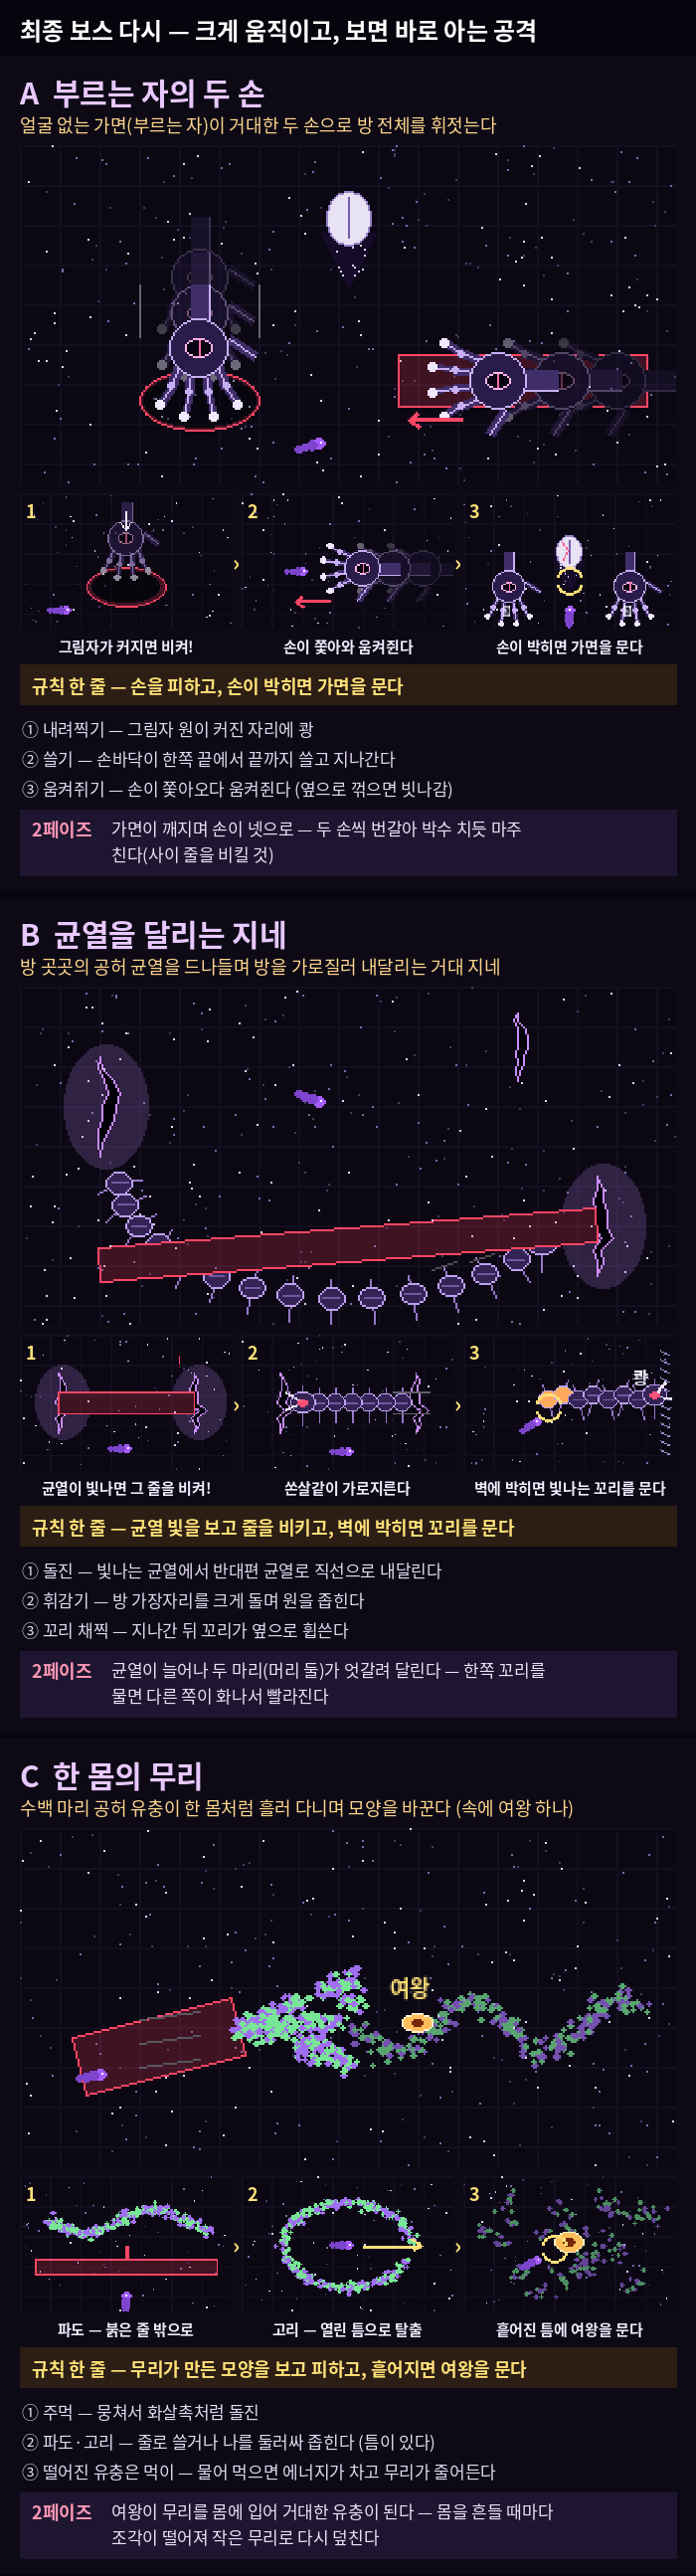 최종 보스 다시 — 크게 움직이고, 보면 바로 아는 공격
A 부르는 자의 두 손
얼굴 없는 가면(부르는 자)이 거대한 두 손으로 방 전체를 휘젓는다
1
2
3
그림자가 커지면 비켜!
손이 쫓아와 움켜쥔다
손이 박히면 가면을 문다
규칙 한 줄 — 손을 피하고, 손이 박히면 가면을 문다
① 내려찍기 — 그림자 원이 커진 자리에 쾅
② 쓸기 — 손바닥이 한쪽 끝에서 끝까지 쓸고 지나간다
③ 움켜쥐기 — 손이 쫓아오다 움켜쥔다 (옆으로 꺾으면 빗나감)
2페이즈 가면이 깨지며 손이 넷으로 — 두 손씩 번갈아 박수 치듯 마주
친다(사이 줄을 비킬 것)
B 균열을 달리는 지네
방 곳곳의 공허 균열을 드나들며 방을 가로질러 내달리는 거대 지네
1
2
3
쾅
균열이 빛나면 그 줄을 비켜!
쏜살같이 가로지른다
벽에 박히면 빛나는 꼬리를 문다
규칙 한 줄 — 균열 빛을 보고 줄을 비키고, 벽에 박히면 꼬리를 문다
① 돌진 — 빛나는 균열에서 반대편 균열로 직선으로 내달린다
② 휘감기 — 방 가장자리를 크게 돌며 원을 좁힌다
③ 꼬리 채찍 — 지나간 뒤 꼬리가 옆으로 휩쓴다
2페이즈 균열이 늘어나 두 마리(머리 둘)가 엇갈려 달린다 — 한쪽 꼬리를
물면 다른 쪽이 화나서 빨라진다
C 한 몸의 무리
수백 마리 공허 유충이 한 몸처럼 흘러 다니며 모양을 바꾼다 (속에 여왕 하나)
여왕
1
2
3
파도 — 붉은 줄 밖으로
고리 — 열린 틈으로 탈출
흩어진 틈에 여왕을 문다
규칙 한 줄 — 무리가 만든 모양을 보고 피하고, 흩어지면 여왕을 문다
① 주먹 — 뭉쳐서 화살촉처럼 돌진
② 파도·고리 — 줄로 쓸거나 나를 둘러싸 좁힌다 (틈이 있다)
③ 떨어진 유충은 먹이 — 물어 먹으면 에너지가 차고 무리가 줄어든다
2페이즈 여왕이 무리를 몸에 입어 거대한 유충이 된다 — 몸을 흔들 때마다
조각이 떨어져 작은 무리로 다시 덮친다